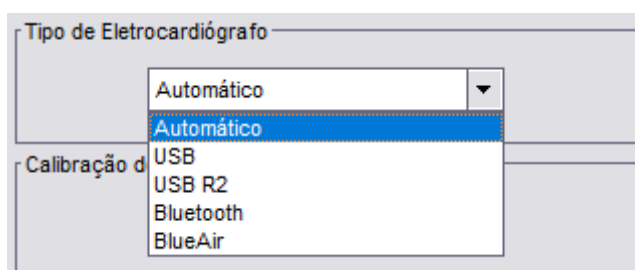 Tipo de Eletrocardiógrafo
Automático
Automático
USB
Calibração d
USB R2
Bluetooth
BlueAir